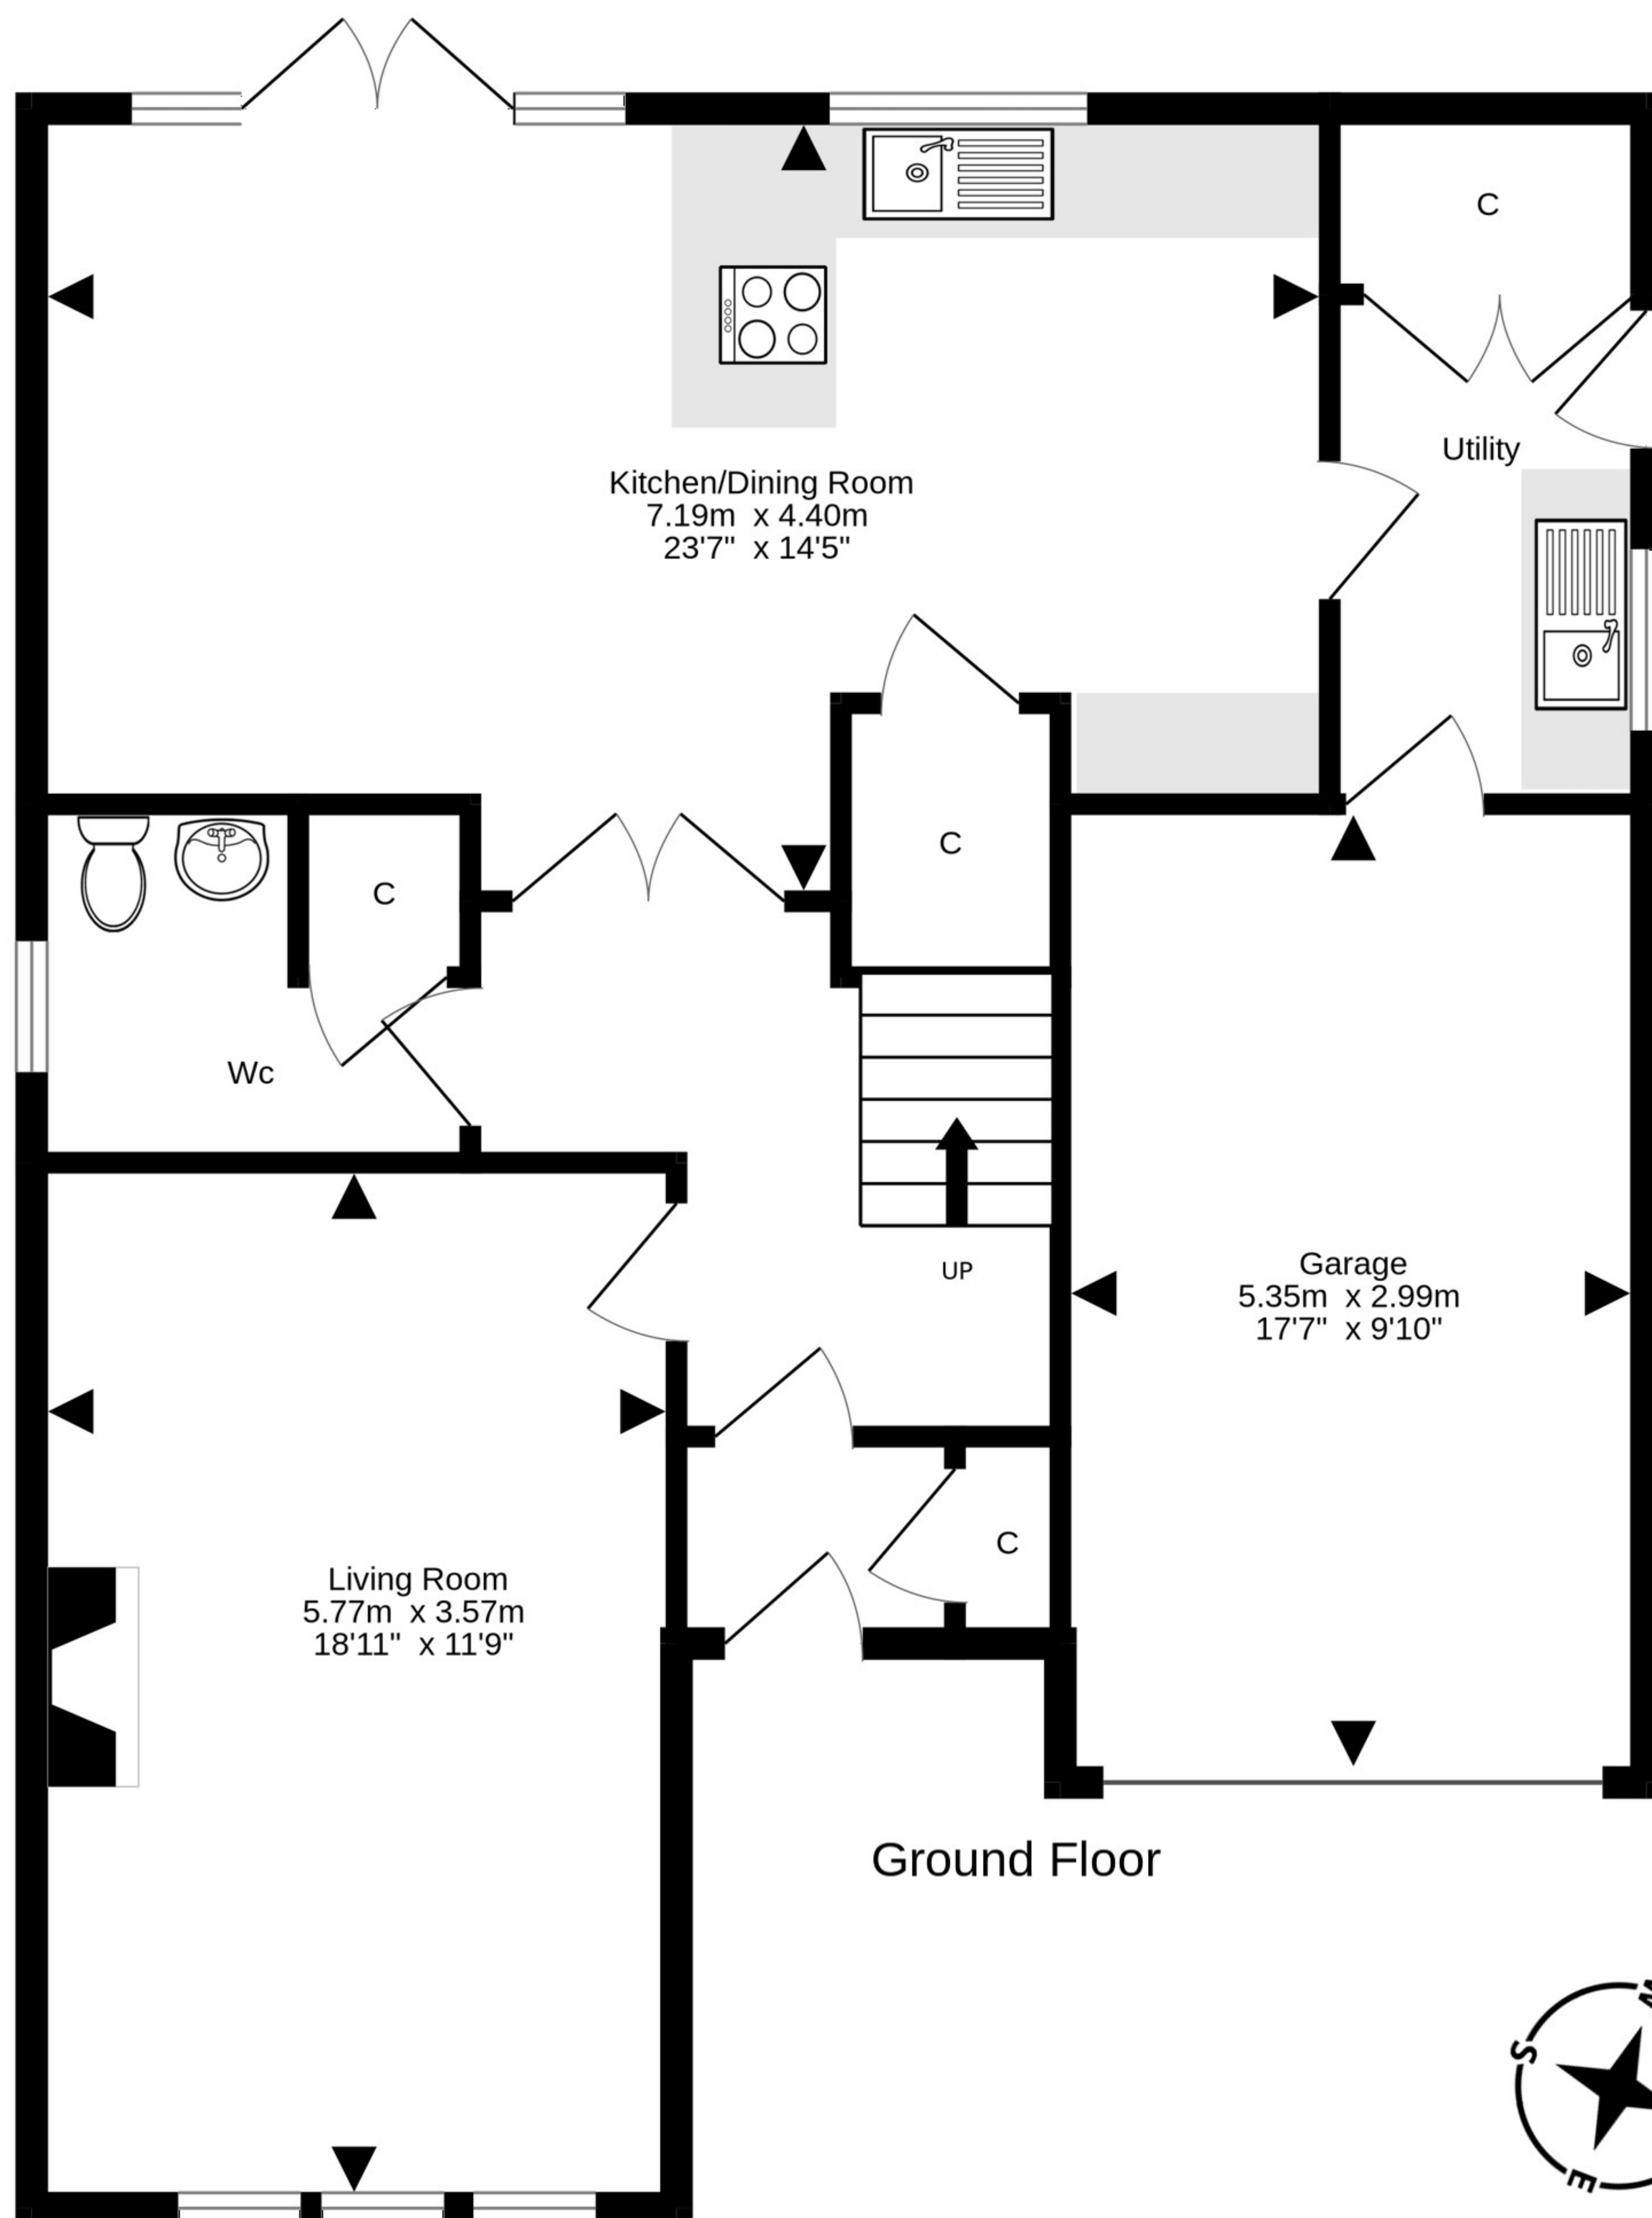 C
Utility
Kitchen/Dining Room
7.19m x 4.40m
23'7" x 14'5"
C
C
Wc
UP
Garage
5.35m x 2.99m
17'7" x 9'10"
C
Living Room
5.77m x 3.57m
18'11" x 11'9"
Ground Floor
S
E